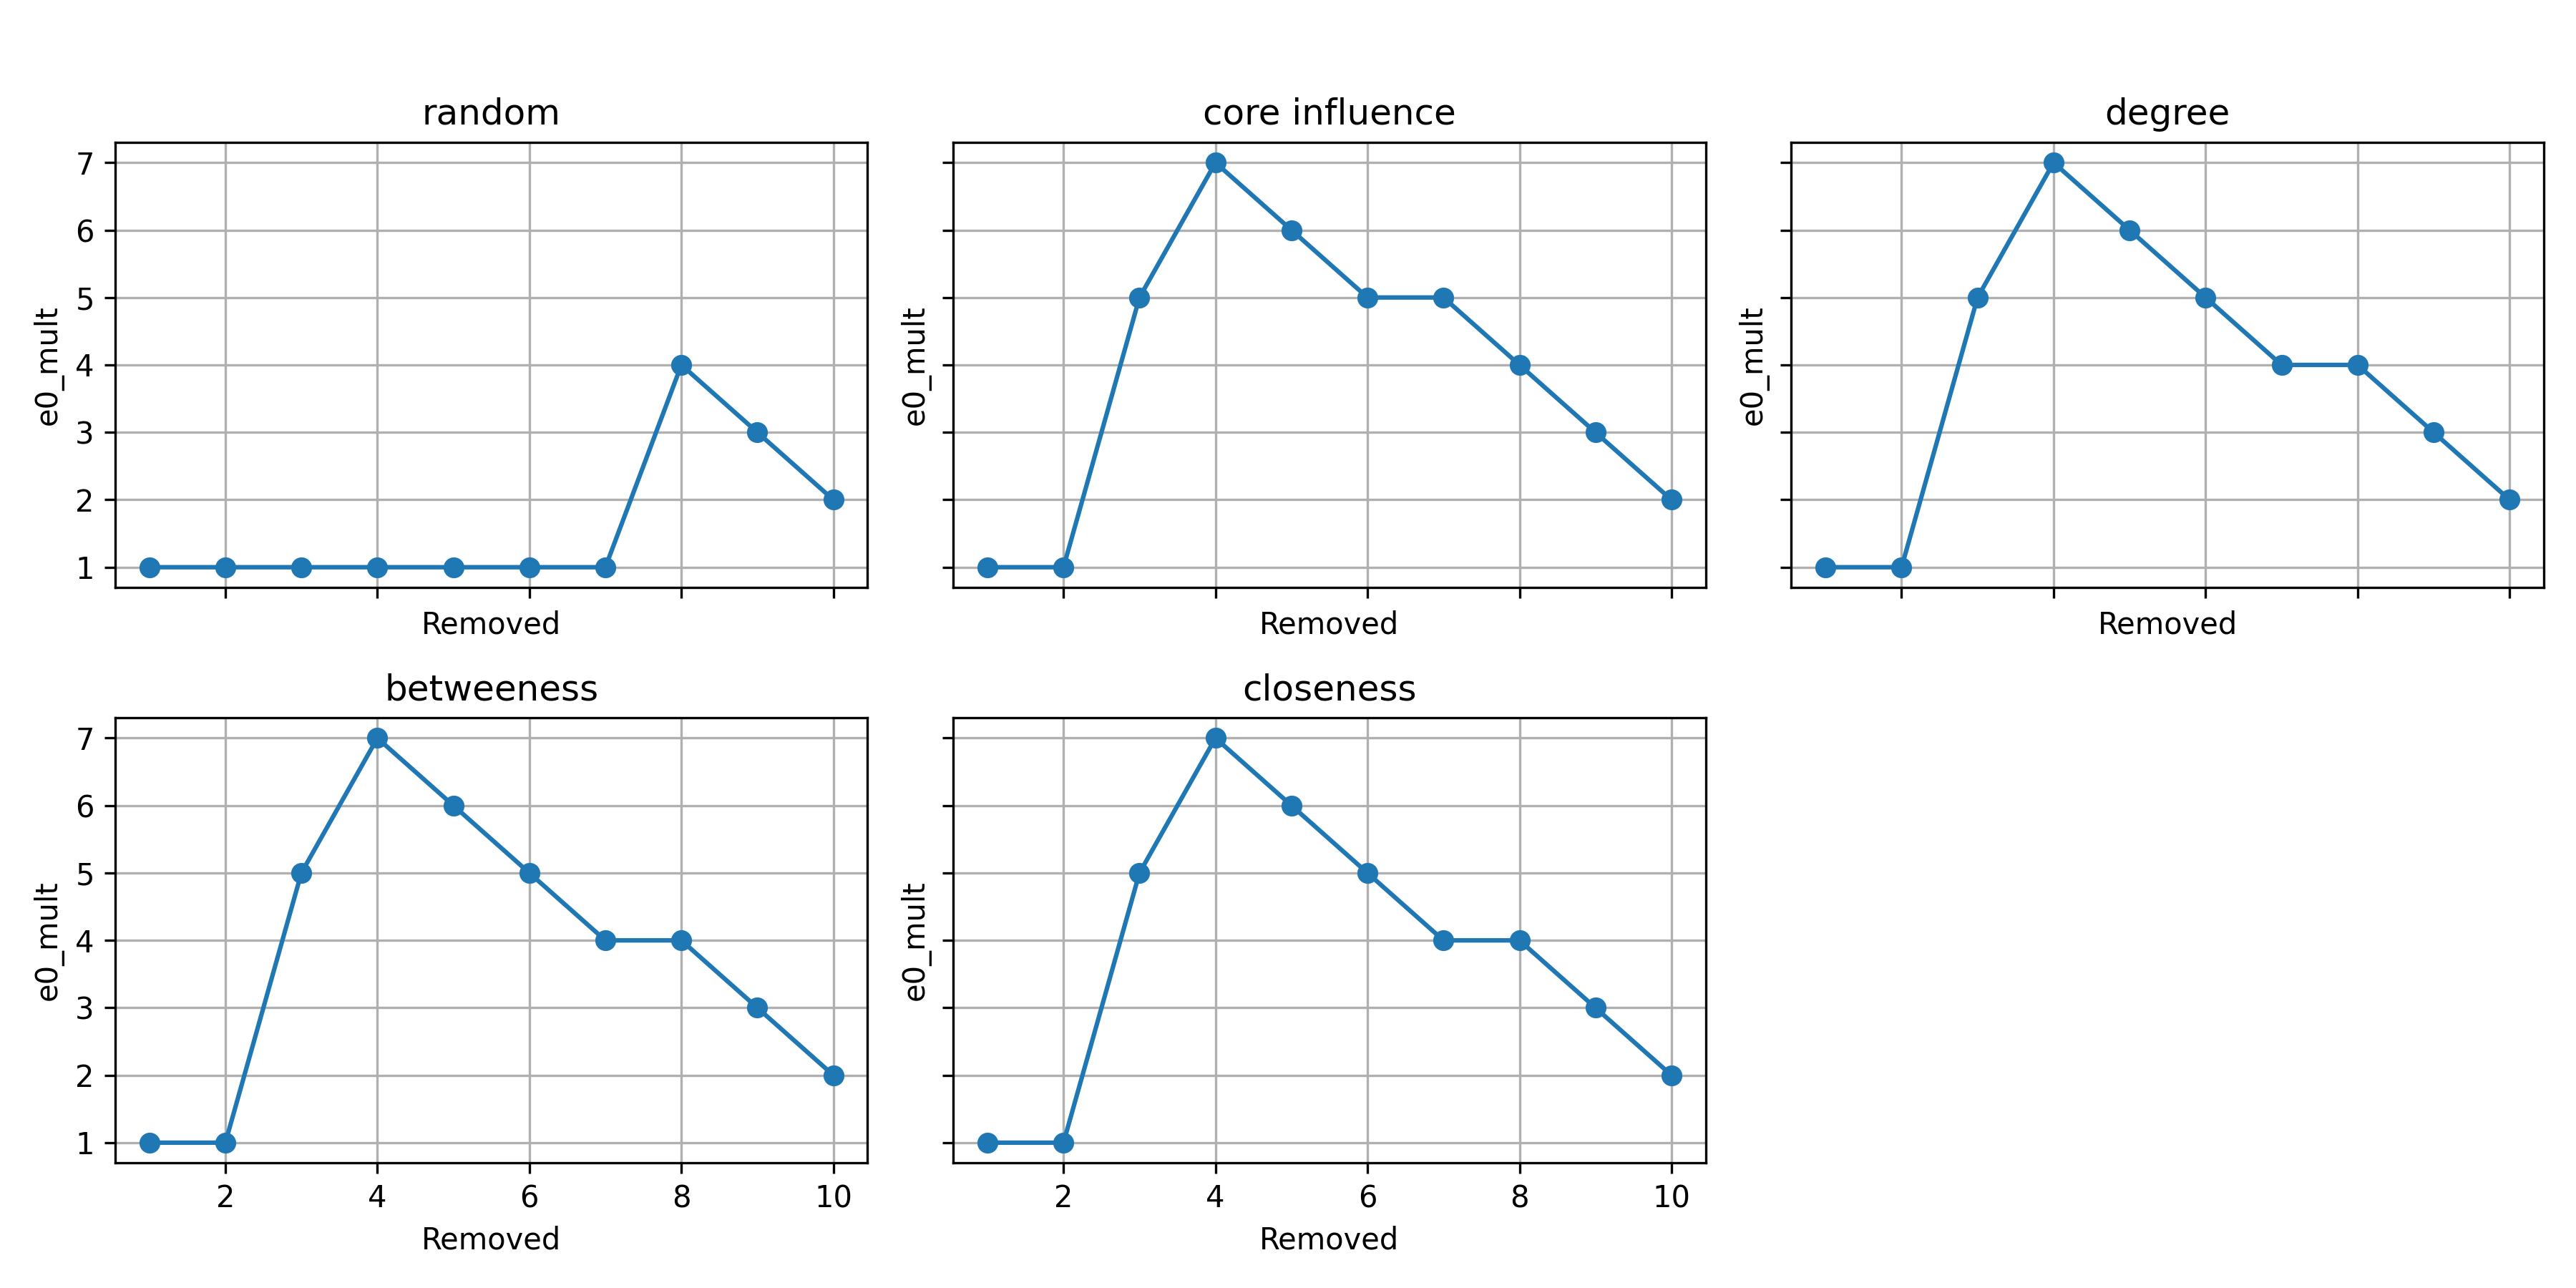 random
core influence
degree
7
6
5
4
3
2
1
e0_mult
e0_mult
e0_mult
Removed
Removed
Removed
betweeness
closeness
7
6
5
4
3
2
1
e0_mult
e0_mult
2 4 6 8 10
2 4 6 8 10
Removed
Removed